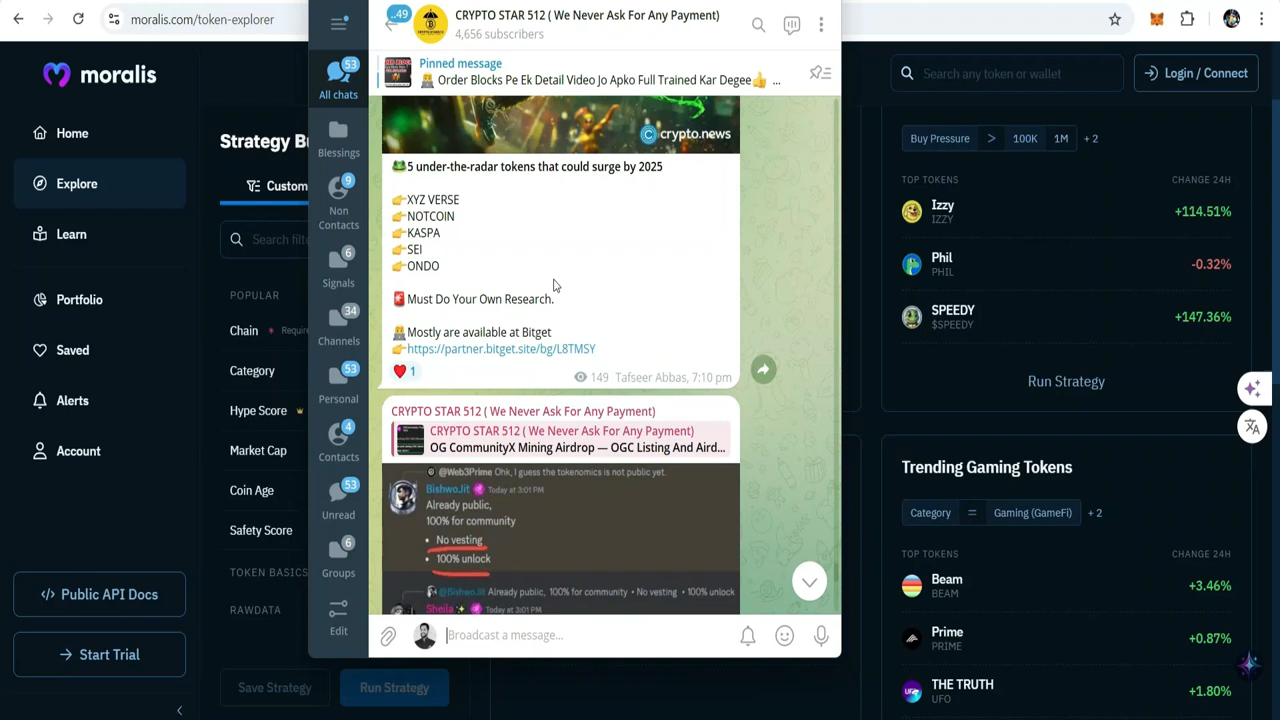 moralis.com/token-explorer
moralis
Home
Explore
Learn
Portfolio
Saved
Alerts
Account
Public API Docs
Start Trial
Custom
POPULAR
Chain
Category
Hype Score
Market Cap
Coin Age
Safety Score
TOKEN BASICS
RAWDATA
Save Strategy
Run Strategy
..49
53
All chats
Blessings
9
Non
Contacts
6
Signals
34
Channels
53
Personal
4
Contacts
53
Unread
6
Groups
Edit
CRYPTO STAR 512 ( We Never Ask For Any Payment)
4,656 subscribers
Pinned message
Order Blocks Pe Ek Detail Video Jo Apko Full Trained Kar Degee👍 ...
crypto.news
🐸5 under-the-radar tokens that could surge by 2025
👉XYZ VERSE
👉NOTCOIN
👉KASPA
👉SEI
👉ONDO
🚨Must Do Your Own Research.
Mostly are available at Bitget
👉https://partner.bitget.site/bg/L8TMSY
❤ 1
149 Tafseer Abbas, 7:10 pm
CRYPTO STAR 512 ( We Never Ask For Any Payment)
CRYPTO STAR 512 ( We Never Ask For Any Payment)
OG CommunityX Mining Airdrop — OGC Listing And Aird...
@Web3Prime Ohk, I guess the tokenomics is not public yet.
BishwoJit Today at 3:01 PM
Already public,
100% for community
• No vesting
• 100% unlock
@BishwoJit Already public, 100% for community • No vesting • 100% unlock
Sheila Today at 3:01 PM
Broadcast a message...
Search any token or wallet
Login / Connect
Buy Pressure > 100K 1M + 2
TOP TOKENS CHANGE 24H
Izzy
IZZY
+114.51%
Phil
PHIL
-0.32%
SPEEDY
$SPEEDY
+147.36%
Run Strategy
Trending Gaming Tokens
Category = Gaming (GameFi) + 2
TOP TOKENS CHANGE 24H
Beam
BEAM
+3.46%
Prime
PRIME
+0.87%
THE TRUTH
UFO
+1.80%